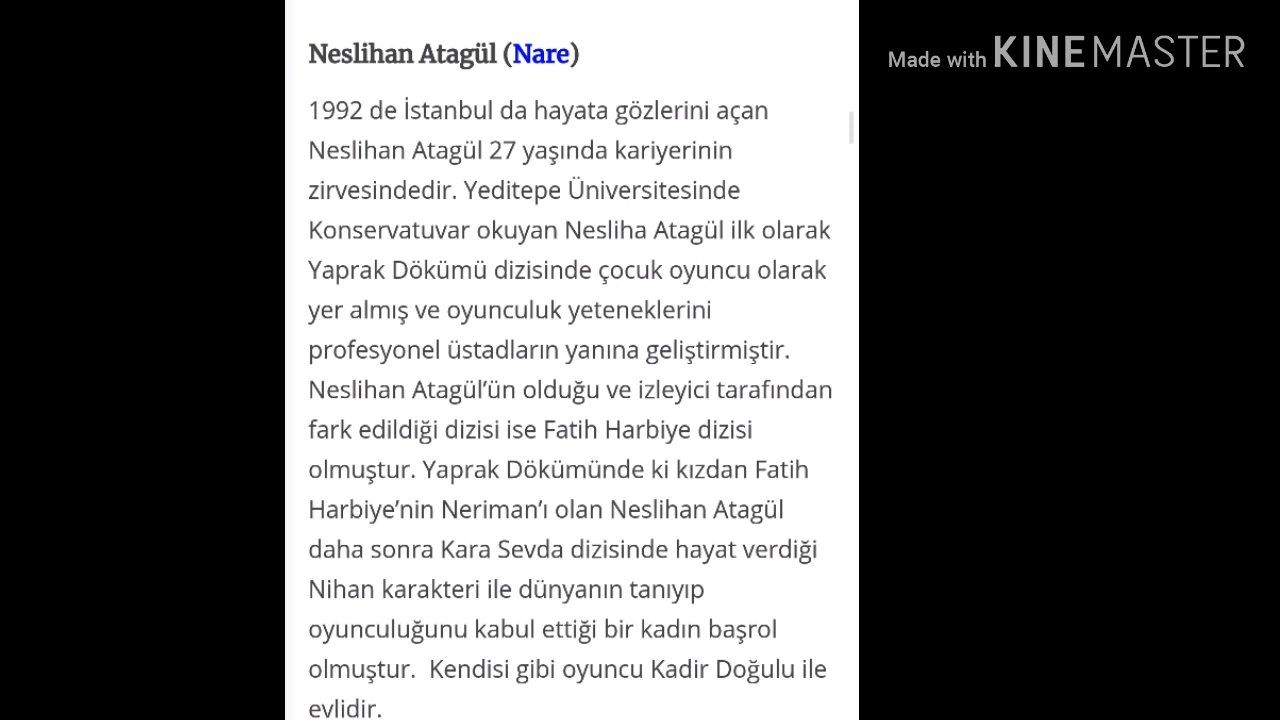 Neslihan Atagül (Nare)
Made with KINEMASTER
1992 de İstanbul da hayata gözlerini açan
Neslihan Atagül 27 yaşında kariyerinin
zirvesindedir. Yeditepe Üniversitesinde
Konservatuvar okuyan Nesliha Atagül ilk olarak
Yaprak Dökümü dizisinde çocuk oyuncu olarak
yer almış ve oyunculuk yeteneklerini
profesyonel üstadların yanına geliştirmiştir.
Neslihan Atagül’ün olduğu ve izleyici tarafından
fark edildiği dizisi ise Fatih Harbiye dizisi
olmuştur. Yaprak Dökümünde ki kızdan Fatih
Harbiye’nin Neriman’ı olan Neslihan Atagül
daha sonra Kara Sevda dizisinde hayat verdiği
Nihan karakteri ile dünyanın tanıyıp
oyunculuğunu kabul ettiği bir kadın başrol
olmuştur.  Kendisi gibi oyuncu Kadir Doğulu ile
evlidir.